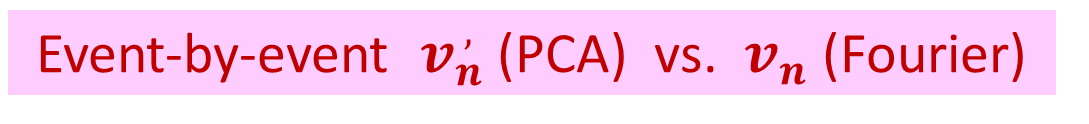 Event-by-event v′ₙ (PCA) vs. vₙ (Fourier)